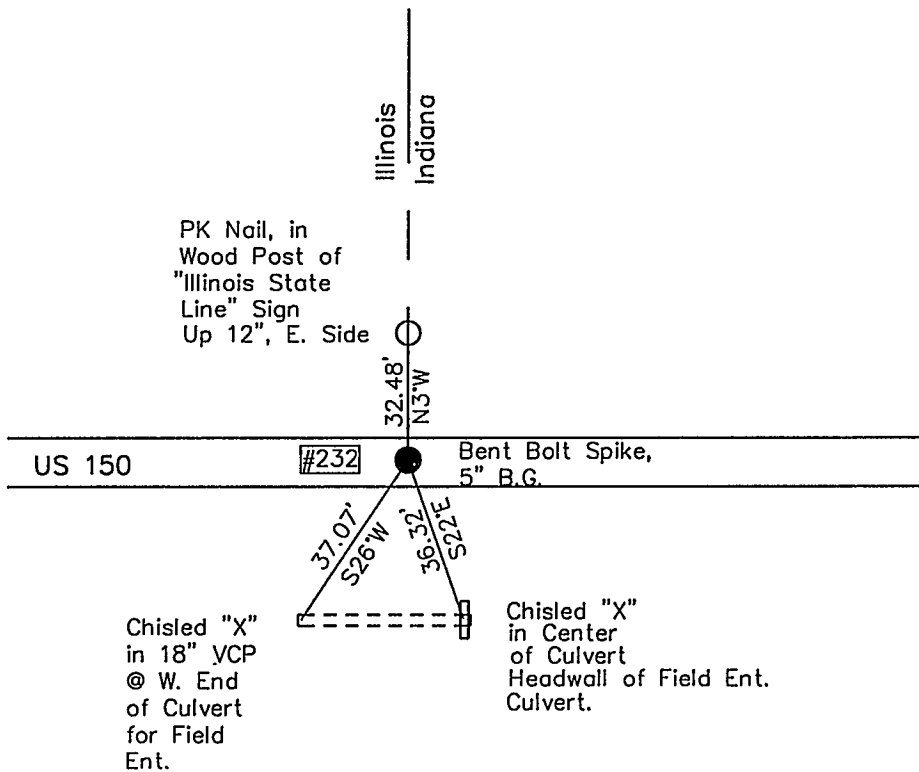 Illinois
Indiana
PK Nail, in
Wood Post of
"Illinois State
Line" Sign
Up 12", E. Side
32.48'
N3°W
US 150
#232
Bent Bolt Spike,
5" B.G.
37.07'
S26°W
36.32'
S22°E
Chisled "X"
in 18" VCP
@ W. End
of Culvert
for Field
Ent.
Chisled "X"
in Center
of Culvert
Headwall of Field Ent.
Culvert.